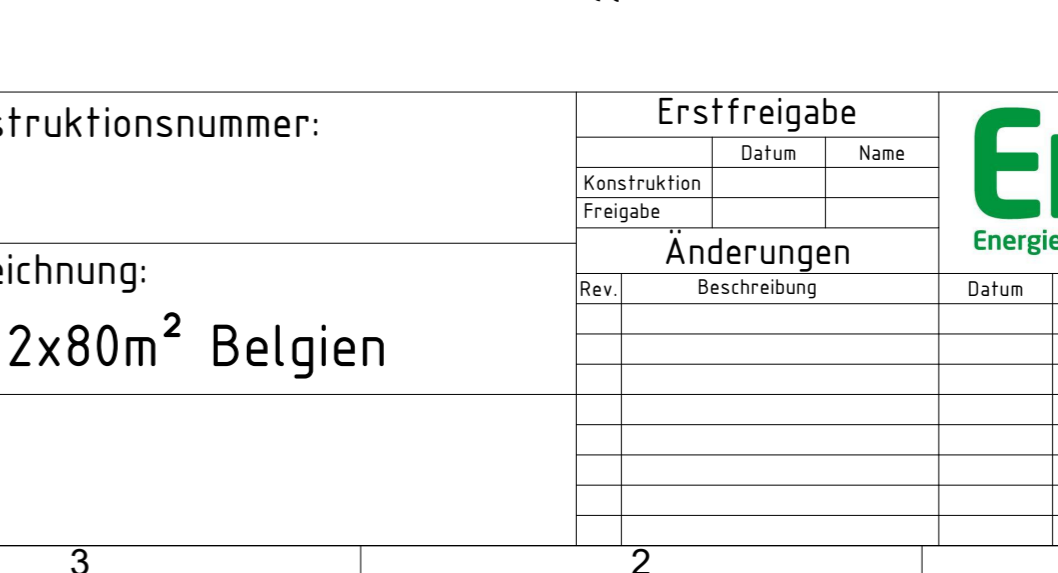 struktionsnummer:
eichnung:
2x80m² Belgien
Erstfreigabe
Datum Name
Konstruktion
Freigabe
Änderungen
Rev. Beschreibung Datum
Energie
3 2